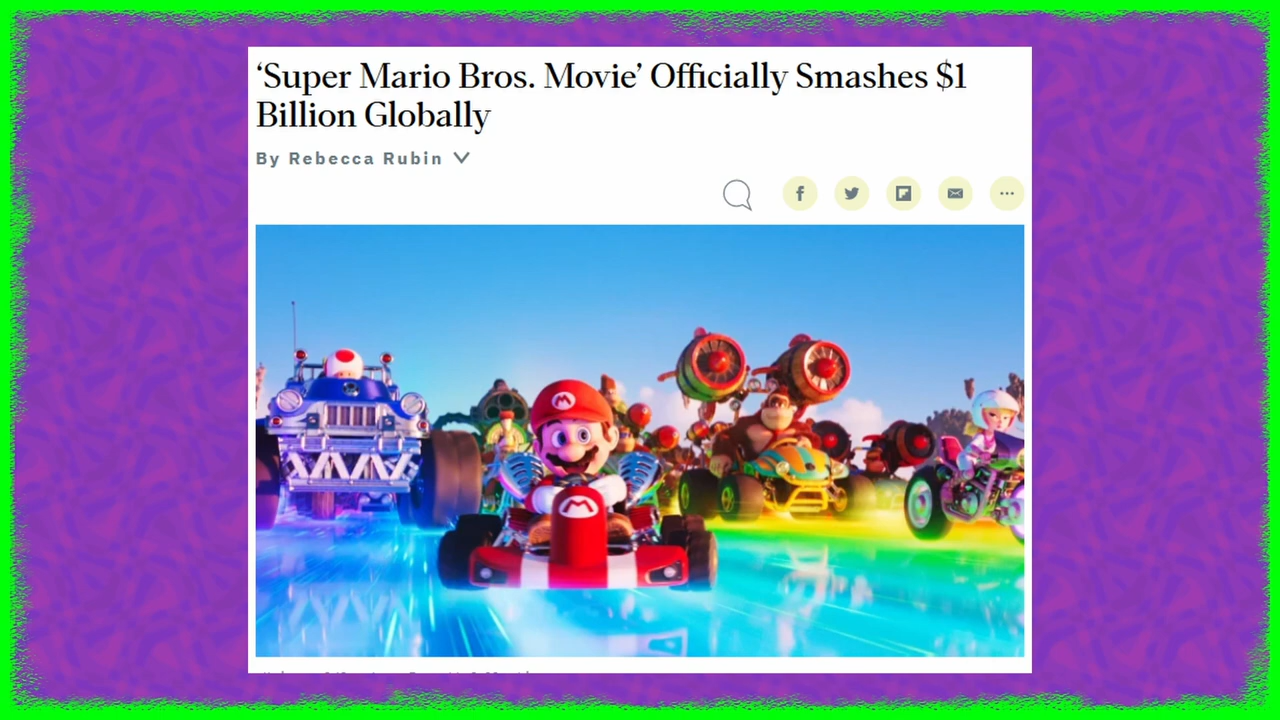 ‘Super Mario Bros. Movie’ Officially Smashes $1
Billion Globally
By Rebecca Rubin
M
M